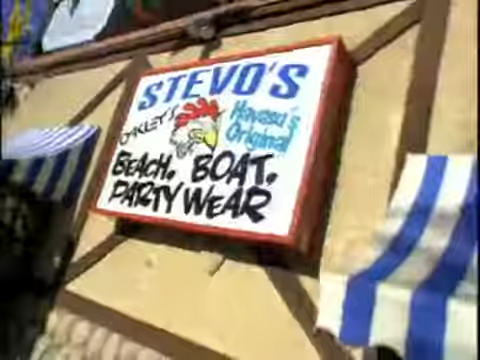 STEVO'S
OAKLEY'S
Havasu's
Original
BEACH. BOAT.
PARTY WEAR